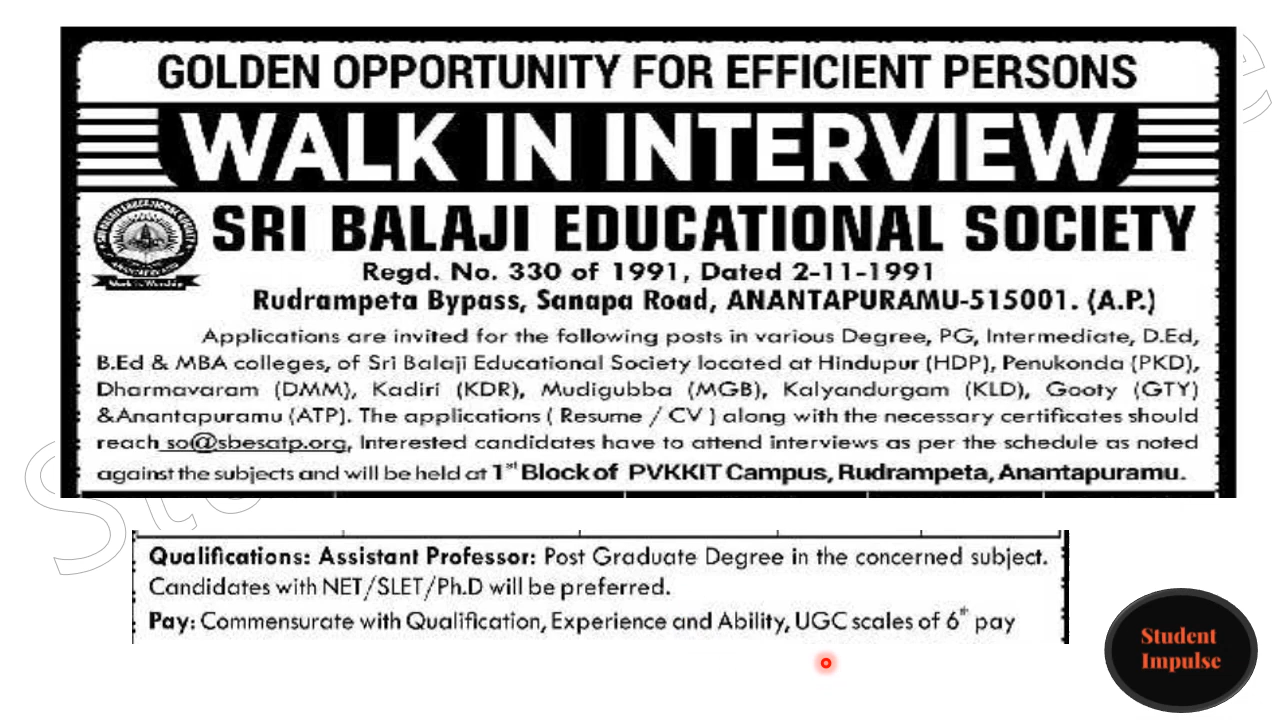 GOLDEN OPPORTUNITY FOR EFFICIENT PERSONS
WALK IN INTERVIEW
SRI BALAJI EDUCATIONAL SOCIETY
Regd. No. 330 of 1991, Dated 2-11-1991
Rudrampeta Bypass, Sanapa Road, ANANTAPURAMU-515001. (A.P.)
Work is Worship
Applications are invited for the following posts in various Degree, PG, Intermediate, D.Ed,
B.Ed & MBA colleges, of Sri Balaji Educational Society located at Hindupur (HDP), Penukonda (PKD),
Dharmavaram (DMM), Kadiri (KDR), Mudigubba (MGB), Kalyandurgam (KLD), Gooty (GTY)
&Anantapuramu (ATP). The applications ( Resume / CV ) along with the necessary certificates should
reach so@sbesatp.org, Interested candidates have to attend interviews as per the schedule as noted
against the subjects and will be held at 1st Block of PVKKIT Campus, Rudrampeta, Anantapuramu.
Qualifications: Assistant Professor: Post Graduate Degree in the concerned subject.
Candidates with NET/SLET/Ph.D will be preferred.
Pay: Commensurate with Qualification, Experience and Ability, UGC scales of 6th pay
Student
Impulse